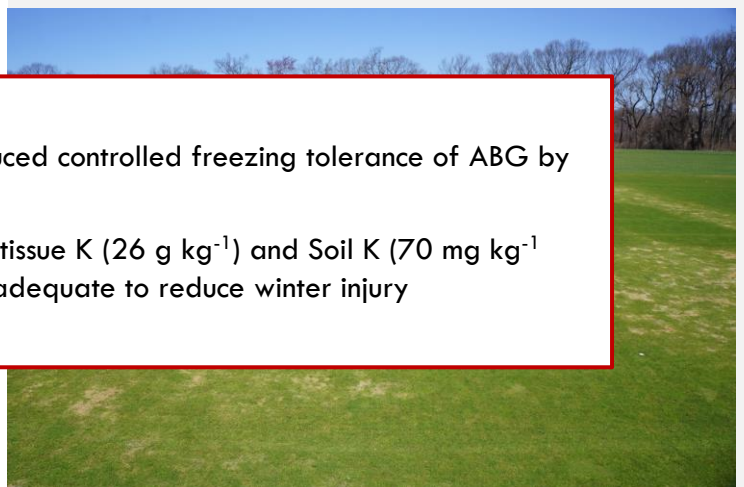 uced controlled freezing tolerance of ABG by
tissue K (26 g kg⁻¹) and Soil K (70 mg kg⁻¹
adequate to reduce winter injury